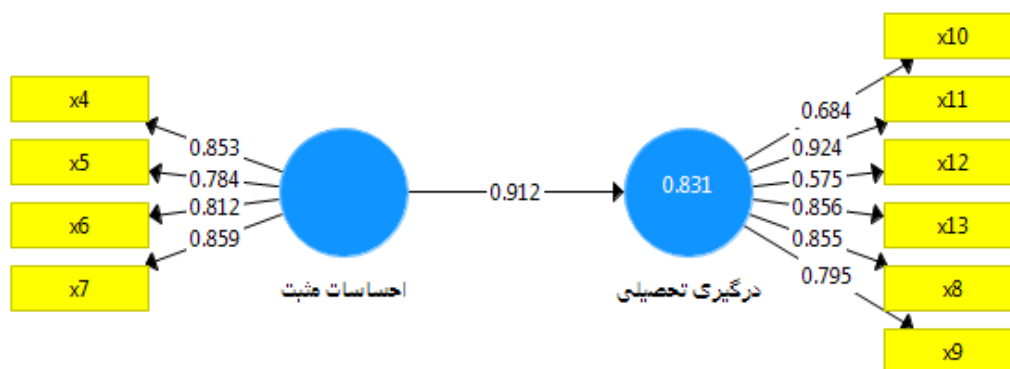 x10
x4
0.853
0.684
x11
x5
0.784
0.912
0.831
0.924
0.575
x12
x6
0.812
0.856
x13
x7
0.859
0.855
0.795
x8
احساسات مثبت
درگیری تحصیلی
x9